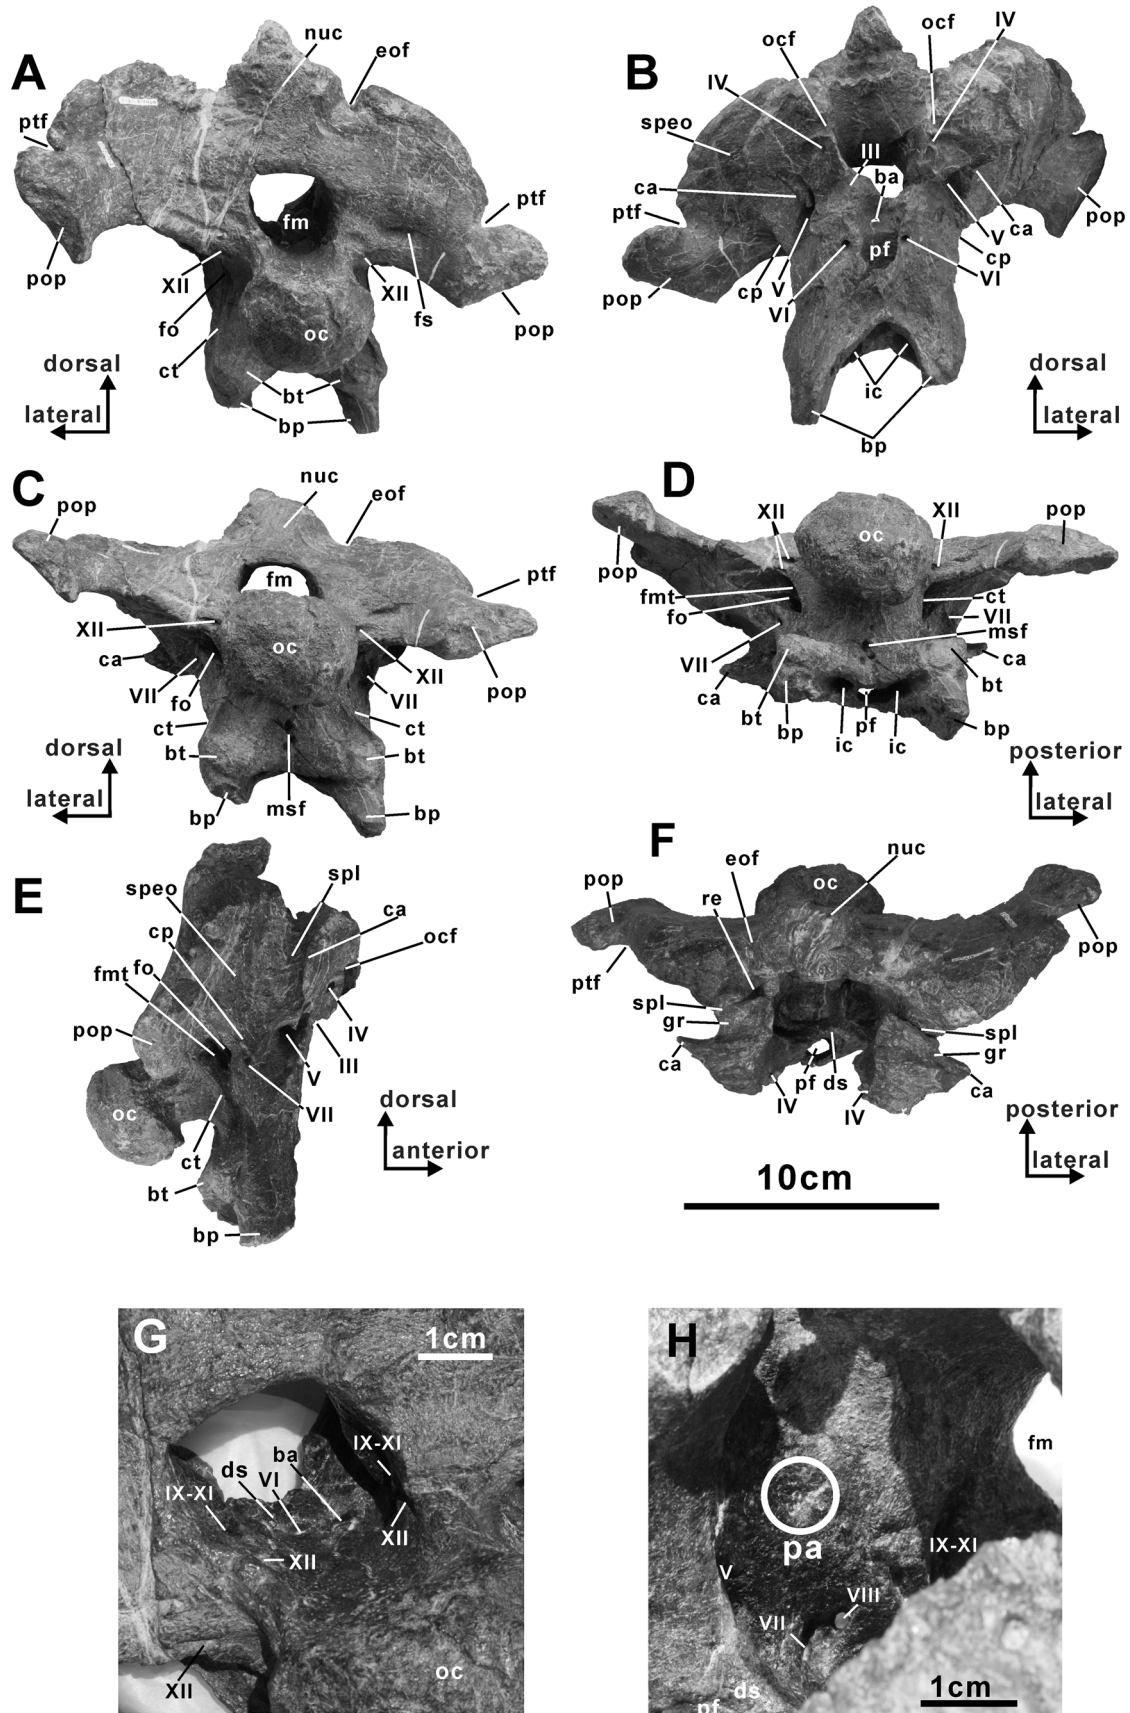 A
nuc
eof
ptf
fm
ptf
pop
XII
XII
fo
fs
pop
oc
ct
dorsal
bt
lateral
bp
B
ocf
ocf
IV
IV
speo
III
ba
ca
ptf
pop
V
ca
pf
cp
cp
V
VI
pop
VI
dorsal
ic
lateral
bp
C
pop
nuc
eof
fm
ptf
XII
oc
ca
XII
VII
VII
pop
fo
ct
ct
dorsal
bt
bt
lateral
msf
bp
bp
D
XII
XII
pop
oc
pop
fmt
ct
fo
VII
msf
VII
ca
ca
bt
bt
bp
pf
bp
ic
ic
posterior
lateral
E
spl
speo
ca
cp
ocf
fo
fmt
pop
IV
III
V
oc
VII
dorsal
ct
anterior
bt
bp
F
nuc
eof
pop
oc
re
pop
ptf
spl
spl
gr
gr
ca
pf
ds
ca
IV
IV
posterior
lateral
10cm
G
1cm
IX-XI
ba
ds
VI
IX-XI
XII
XII
oc
XII
H
fm
pa
IX-XI
V
VIII
VII
ds
pf
1cm